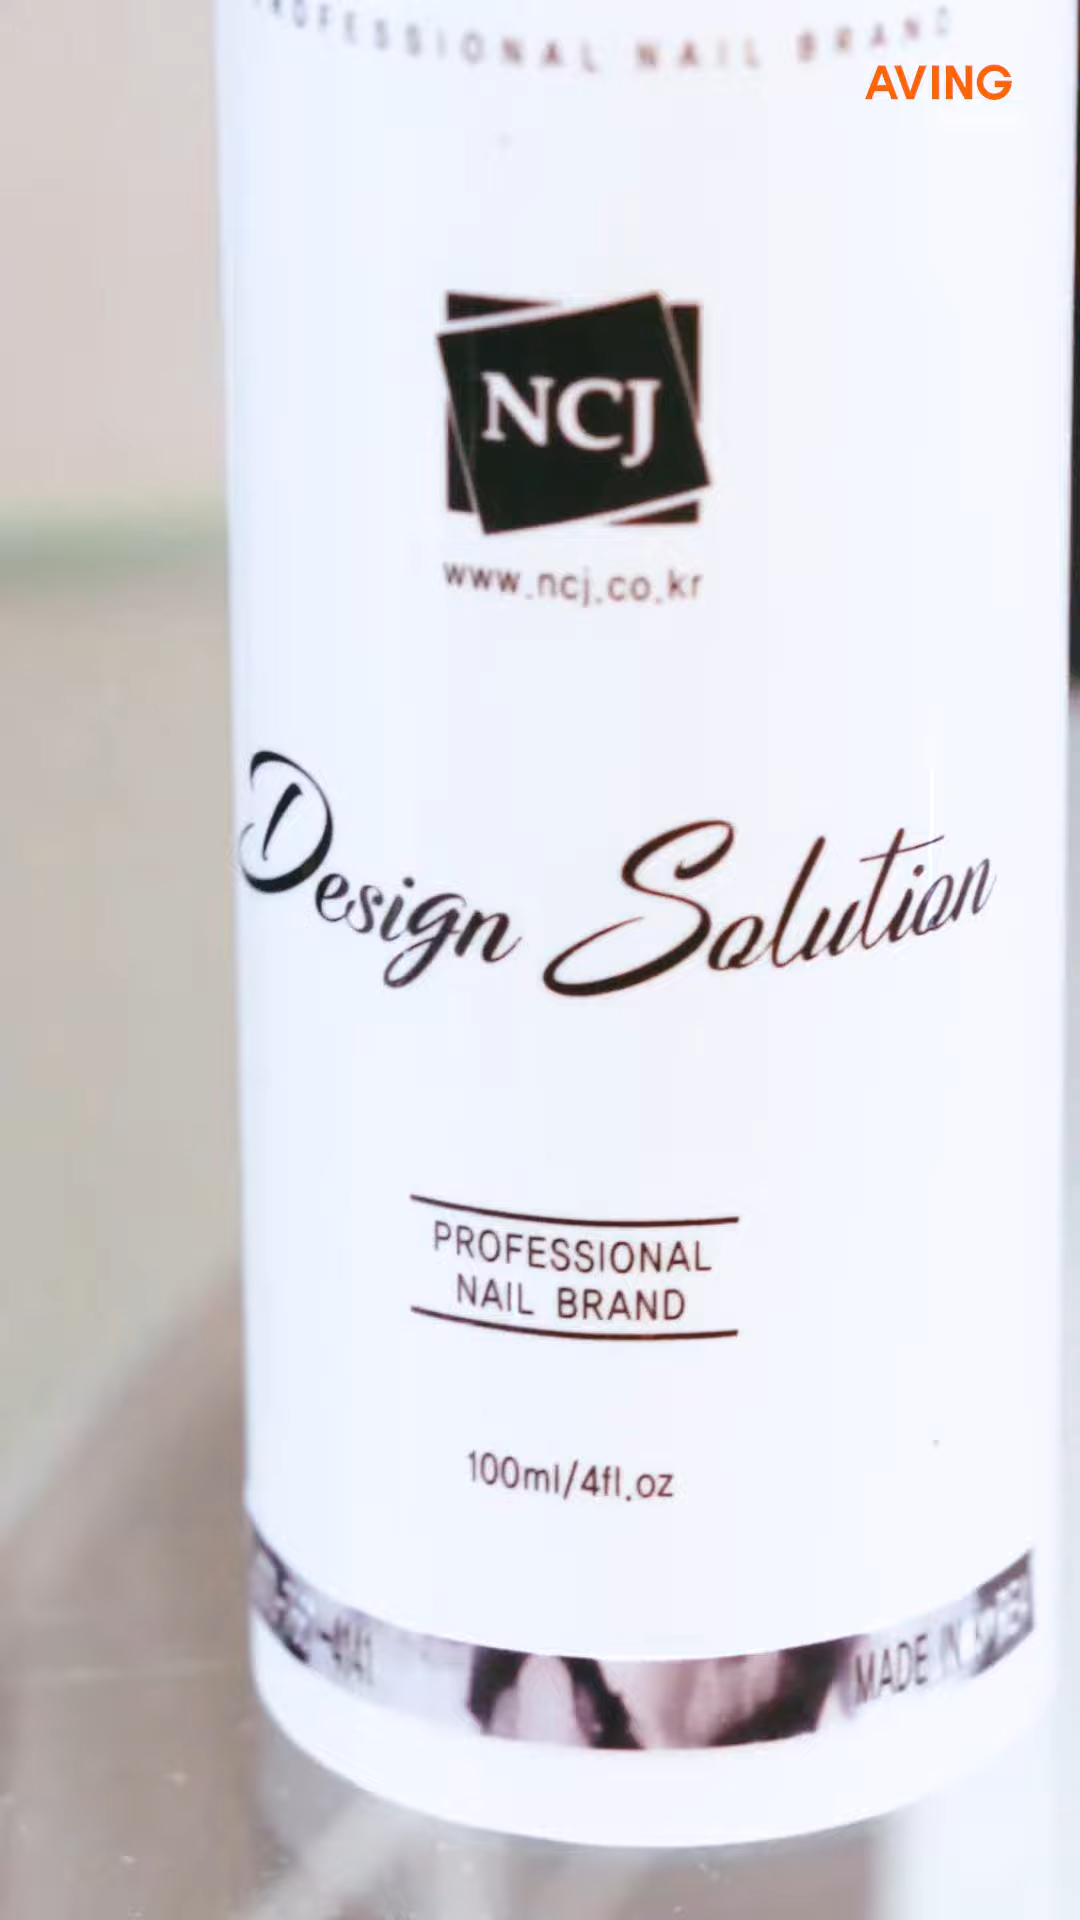 PROFESSIONAL NAIL BRAND
AVING
NCJ
www.ncj.co.kr
Design Solution
PROFESSIONAL
NAIL BRAND
100ml/4fl.oz
MADE IN KOREA